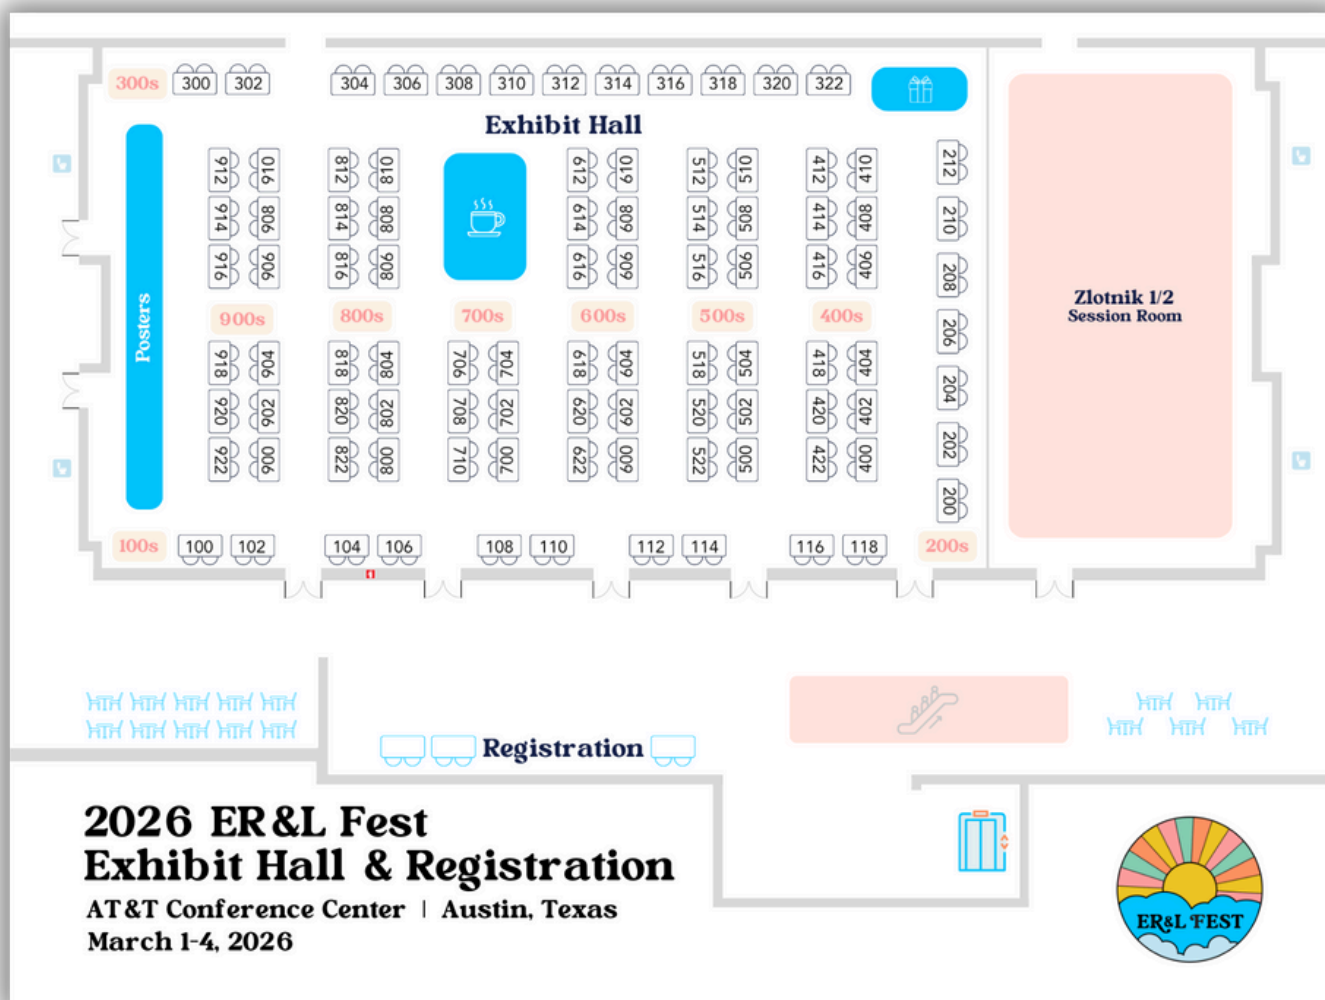 300s 300 302 304 306 308 310 312 314 316 318 320 322
Exhibit Hall
912 910 812 810 612 610 512 510 412 410 212
914 908 814 808 614 608 514 508 414 408 210
916 906 816 806 616 606 516 506 416 406 208
Posters
900s 800s 700s 600s 500s 400s
206
Zlotnik 1/2
Session Room
918 904 818 804 706 704 618 604 518 504 418 404 204
920 902 820 802 708 702 620 602 520 502 420 402 202
922 900 822 800 710 700 622 600 522 500 422 400 200
100s 100 102 104 106 108 110 112 114 116 118 200s
Registration
2026 ER&L Fest
Exhibit Hall & Registration
AT&T Conference Center | Austin, Texas
March 1-4, 2026
ER&L FEST